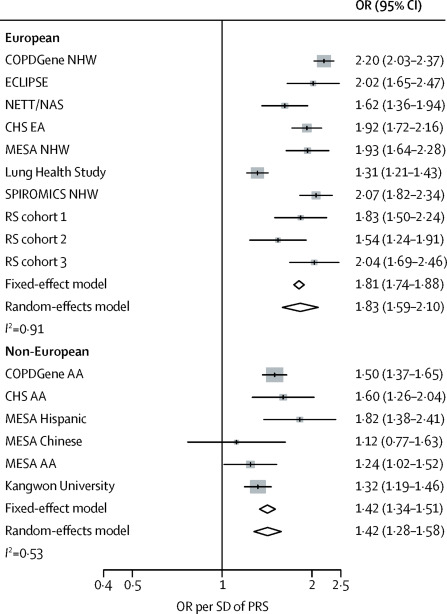 OR (95% CI)
European
COPDGene NHW 2·20 (2·03–2·37)
ECLIPSE 2·02 (1·65–2·47)
NETT/NAS 1·62 (1·36–1·94)
CHS EA 1·92 (1·72–2·16)
MESA NHW 1·93 (1·64–2·28)
Lung Health Study 1·31 (1·21–1·43)
SPIROMICS NHW 2·07 (1·82–2·34)
RS cohort 1 1·83 (1·50–2·24)
RS cohort 2 1·54 (1·24–1·91)
RS cohort 3 2·04 (1·69–2·46)
Fixed-effect model 1·81 (1·74–1·88)
Random-effects model 1·83 (1·59–2·10)
I²=0·91
Non-European
COPDGene AA 1·50 (1·37–1·65)
CHS AA 1·60 (1·26–2·04)
MESA Hispanic 1·82 (1·38–2·41)
MESA Chinese 1·12 (0·77–1·63)
MESA AA 1·24 (1·02–1·52)
Kangwon University 1·32 (1·19–1·46)
Fixed-effect model 1·42 (1·34–1·51)
Random-effects model 1·42 (1·28–1·58)
I²=0·53
0·4 0·5 1 2 2·5
OR per SD of PRS